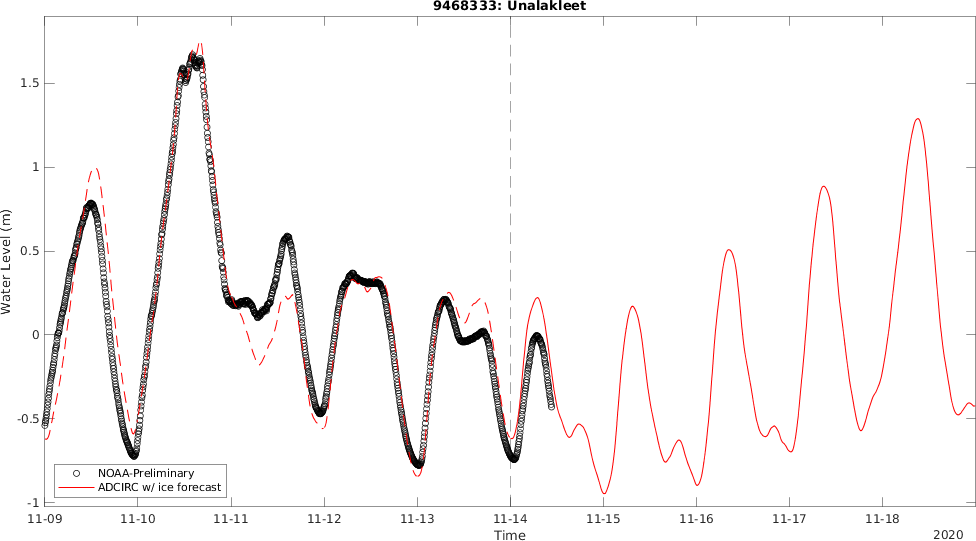 9468333: Unalakleet
Water Level (m)
1.5
1
0.5
0
-0.5
-1
NOAA-Preliminary
ADCIRC w/ ice forecast
11-09 11-10 11-11 11-12 11-13 11-14 11-15 11-16 11-17 11-18
Time
2020